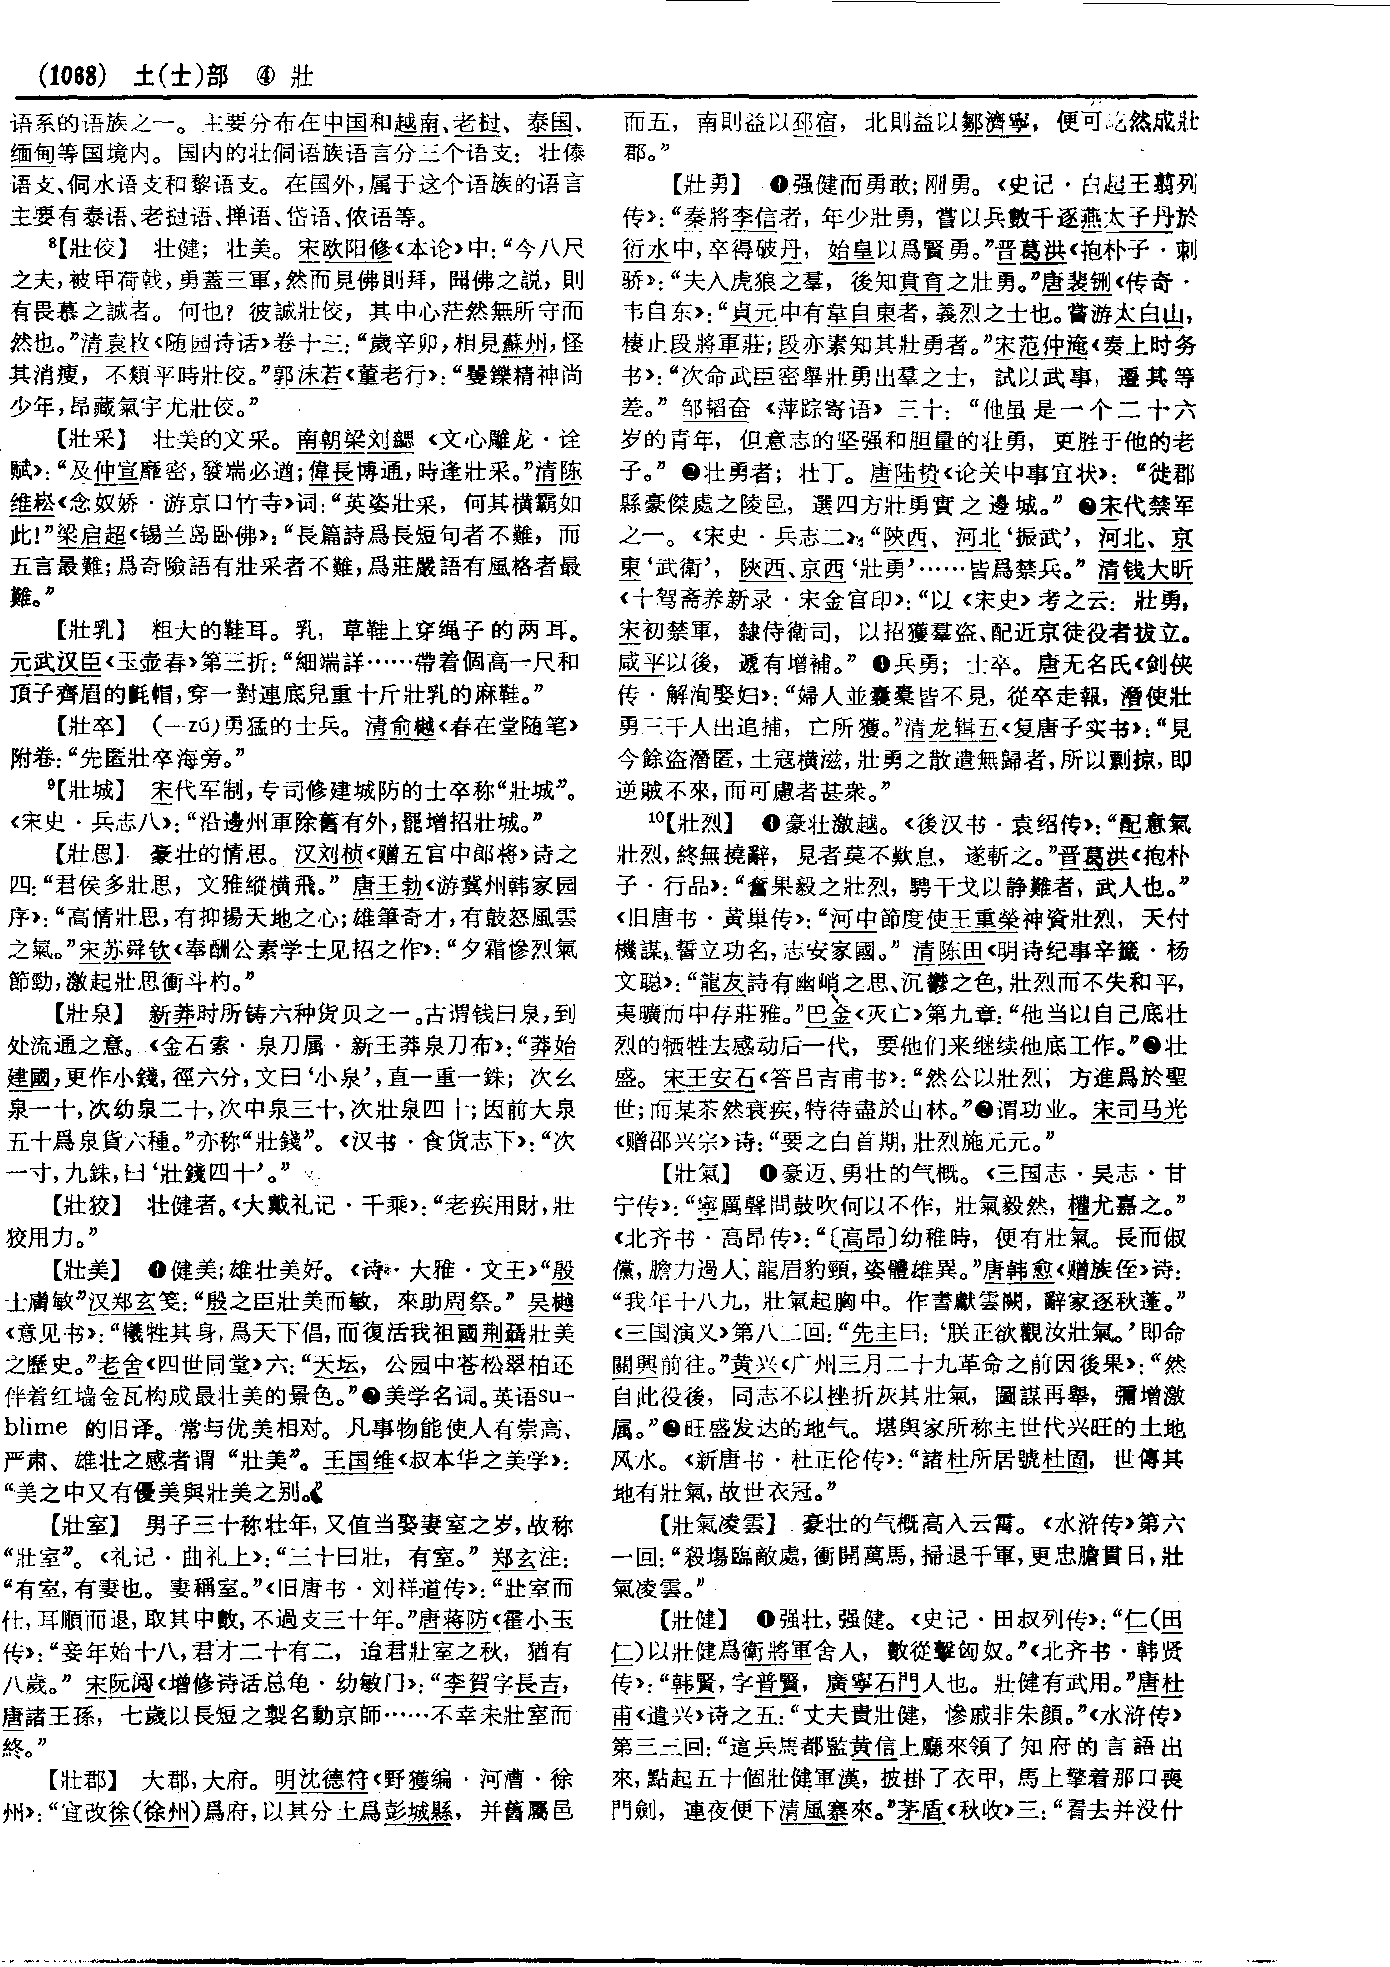 (1068) 土(士)部 ④ 壯
语系的语族之一。主要分布在中国和越南、老挝、泰国、
缅甸等国境内。国内的壮侗语族语言分三个语支：壮傣
语支、侗水语支和黎语支。在国外，属于这个语族的语言
主要有泰语、老挝语、掸语、岱语、侬语等。
⁸【壯佼】 壮健；壮美。宋欧阳修《本论》中：“今八尺
之夫，被甲荷戟，勇蓋三軍，然而見佛則拜，聞佛之説，則
有畏慕之誠者。何也？彼誠壯佼，其中心茫然無所守而
然也。”清袁枚《随园诗话》卷十三：“歲辛卯，相見蘇州，怪
其消瘦，不類平時壯佼。”郭沫若《董老行》：“矍鑠精神尚
少年，昂藏氣宇尤壯佼。”
【壯采】 壮美的文采。南朝梁刘勰《文心雕龙·诠
赋》：“及仲宣靡密，發端必遒；偉長博通，時逢壯采。”清陈
维崧《念奴娇·游京口竹寺》词：“英姿壯采，何其横霸如
此！”梁启超《锡兰岛卧佛》：“長篇詩爲長短句者不難，而
五言最難；爲奇險語有壯采者不難，爲莊嚴語有風格者最
難。”
【壯乳】 粗大的鞋耳。乳，草鞋上穿绳子的两耳。
元武汉臣《玉壶春》第三折：“細端詳……帶着個高一尺和
頂子齊眉的氈帽，穿一對連底兒重十斤壯乳的麻鞋。”
【壯卒】 (－zú)勇猛的士兵。清俞樾《春在堂随笔》
附卷：“先匿壯卒海旁。”
⁹【壯城】 宋代军制，专司修建城防的士卒称“壮城”。
《宋史·兵志八》：“沿邊州軍除舊有外，罷增招壯城。”
【壯思】 豪壮的情思。汉刘桢《赠五官中郎将》诗之
四：“君侯多壯思，文雅縱横飛。”唐王勃《游冀州韩家园
序》：“高情壯思，有抑揚天地之心；雄筆奇才，有鼓怒風雲
之氣。”宋苏舜钦《奉酬公素学士见招之作》：“夕霜慘烈氣
節勁，激起壯思衝斗杓。”
【壯泉】 新莽时所铸六种货贝之一。古谓钱曰泉，到
处流通之意。《金石索·泉刀属·新王莽泉刀布》：“莽始
建國，更作小錢，徑六分，文曰‘小泉’，直一重一銖；次幺
泉一十，次幼泉二十，次中泉三十，次壯泉四十；因前大泉
五十爲泉貨六種。”亦称“壯錢”。《汉书·食货志下》：“次
一寸，九銖，曰‘壯錢四十’。”
【壯狡】 壮健者。《大戴礼记·千乘》：“老疾用財，壯
狡用力。”
【壯美】 ❶健美；雄壮美好。《诗·大雅·文王》“殷
士膚敏”汉郑玄笺：“殷之臣壯美而敏，來助周祭。”吴樾
《意见书》：“犧牲其身，爲天下倡，而復活我祖國荆聶壯美
之歷史。”老舍《四世同堂》六：“天坛，公园中苍松翠柏还
伴着红墙金瓦构成最壮美的景色。”❷美学名词。英语su-
blime 的旧译。常与优美相对。凡事物能使人有崇高、
严肃、雄壮之感者谓“壮美”。王国维《叔本华之美学》：
“美之中又有優美與壯美之别。”
【壯室】 男子三十称壮年，又值当娶妻室之岁，故称
“壮室”。《礼记·曲礼上》：“三十曰壯，有室。”郑玄注：
“有室，有妻也。妻稱室。”《旧唐书·刘祥道传》：“壯室而
仕，耳順而退，取其中數，不過支三十年。”唐蒋防《霍小玉
传》：“妾年始十八，君才二十有二，迨君壯室之秋，猶有
八歲。”宋阮阅《增修诗话总龟·幼敏门》：“李賀字長吉，
唐諸王孫，七歲以長短之製名動京師……不幸未壯室而
終。”
【壯郡】 大郡，大府。明沈德符《野獲编·河漕·徐
州》：“宜改徐(徐州)爲府，以其分土爲彭城縣，并舊屬邑
而五，南則益以邳宿，北則益以鄒濟寧，便可屹然成壯
郡。”
【壯勇】 ❶强健而勇敢；刚勇。《史记·白起王翦列
传》：“秦將李信者，年少壯勇，嘗以兵數千逐燕太子丹於
衍水中，卒得破丹，始皇以爲賢勇。”晋葛洪《抱朴子·刺
骄》：“夫入虎狼之羣，後知賁育之壯勇。”唐裴铏《传奇·
韦自东》：“貞元中有韋自東者，義烈之士也。嘗游太白山，
棲止段將軍莊；段亦素知其壯勇者。”宋范仲淹《奏上时务
书》：“次命武臣密舉壯勇出羣之士，試以武事，遷其等
差。”邹韬奋《萍踪寄语》三十：“他虽是一个二十六
岁的青年，但意志的坚强和胆量的壮勇，更胜于他的老
子。”❷壮勇者；壮丁。唐陆贽《论关中事宜状》：“徙郡
縣豪傑處之陵邑，選四方壯勇實之邊城。”❸宋代禁军
之一。《宋史·兵志二》：“陝西、河北‘振武’，河北、京
東‘武衛’，陝西、京西‘壯勇’……皆爲禁兵。”清钱大昕
《十驾斋养新录·宋金官印》：“以《宋史》考之云：壯勇，
宋初禁軍，隸侍衛司，以招獲羣盗、配近京徒役者拔立。
咸平以後，遞有增補。”❹兵勇；士卒。唐无名氏《剑侠
传·解洵娶妇》：“婦人並囊橐皆不見，從卒走報，潛使壯
勇三千人出追捕，亡所獲。”清龙辑五《复唐子实书》：“見
今餘盗潛匿，土寇横滋，壯勇之散遣無歸者，所以剽掠，即
逆贼不來，而可慮者甚衆。”
¹⁰【壯烈】 ❶豪壮激越。《後汉书·袁绍传》：“配意氣
壯烈，終無撓辭，見者莫不歎息，遂斬之。”晋葛洪《抱朴
子·行品》：“奮果毅之壯烈，騁干戈以静難者，武人也。”
《旧唐书·黄巢传》：“河中節度使王重榮神資壯烈，天付
機謀，誓立功名，志安家國。”清陈田《明诗纪事辛籖·杨
文聪》：“龍友詩有幽峭之思、沉鬱之色，壯烈而不失和平，
夷曠而中存莊雅。”巴金《灭亡》第九章：“他当以自己底壮
烈的牺牲去感动后一代，要他们来继续他底工作。”❷壮
盛。宋王安石《答吕吉甫书》：“然公以壯烈，方進爲於聖
世；而某苶然衰疾，特待盡於山林。”❸谓功业。宋司马光
《赠邵兴宗》诗：“要之白首期，壯烈施元元。”
【壯氣】 ❶豪迈、勇壮的气概。《三国志·吴志·甘
宁传》：“寧厲聲問鼓吹何以不作，壯氣毅然，權尤嘉之。”
《北齐书·高昂传》：“〔高昂〕幼稚時，便有壯氣。長而俶
儻，膽力過人，龍眉豹頸，姿體雄異。”唐韩愈《赠族侄》诗：
“我年十八九，壯氣起胸中。作書獻雲闕，辭家逐秋蓬。”
《三国演义》第八二回：“先主曰：‘朕正欲觀汝壯氣。’即命
關興前往。”黄兴《广州三月二十九革命之前因後果》：“然
自此役後，同志不以挫折灰其壯氣，圖謀再舉，彌增激
厲。”❷旺盛发达的地气。堪舆家所称主世代兴旺的土地
风水。《新唐书·杜正伦传》：“諸杜所居號杜固，世傳其
地有壯氣，故世衣冠。”
【壯氣凌雲】 豪壮的气概高入云霄。《水浒传》第六
一回：“殺場臨敵處，衝開萬馬，掃退千軍，更忠膽貫日，壯
氣凌雲。”
【壯健】 ❶强壮，强健。《史记·田叔列传》：“仁(田
仁)以壯健爲衛將軍舍人，數從擊匈奴。”《北齐书·韩贤
传》：“韩賢，字普賢，廣寧石門人也。壯健有武用。”唐杜
甫《遣兴》诗之五：“丈夫貴壯健，慘戚非朱顔。”《水浒传》
第三三回：“這兵馬都監黄信上廳來領了知府的言語出
來，點起五十個壯健軍漢，披掛了衣甲，馬上擎着那口喪
門劍，連夜便下清風寨來。”茅盾《秋收》三：“看去并没什